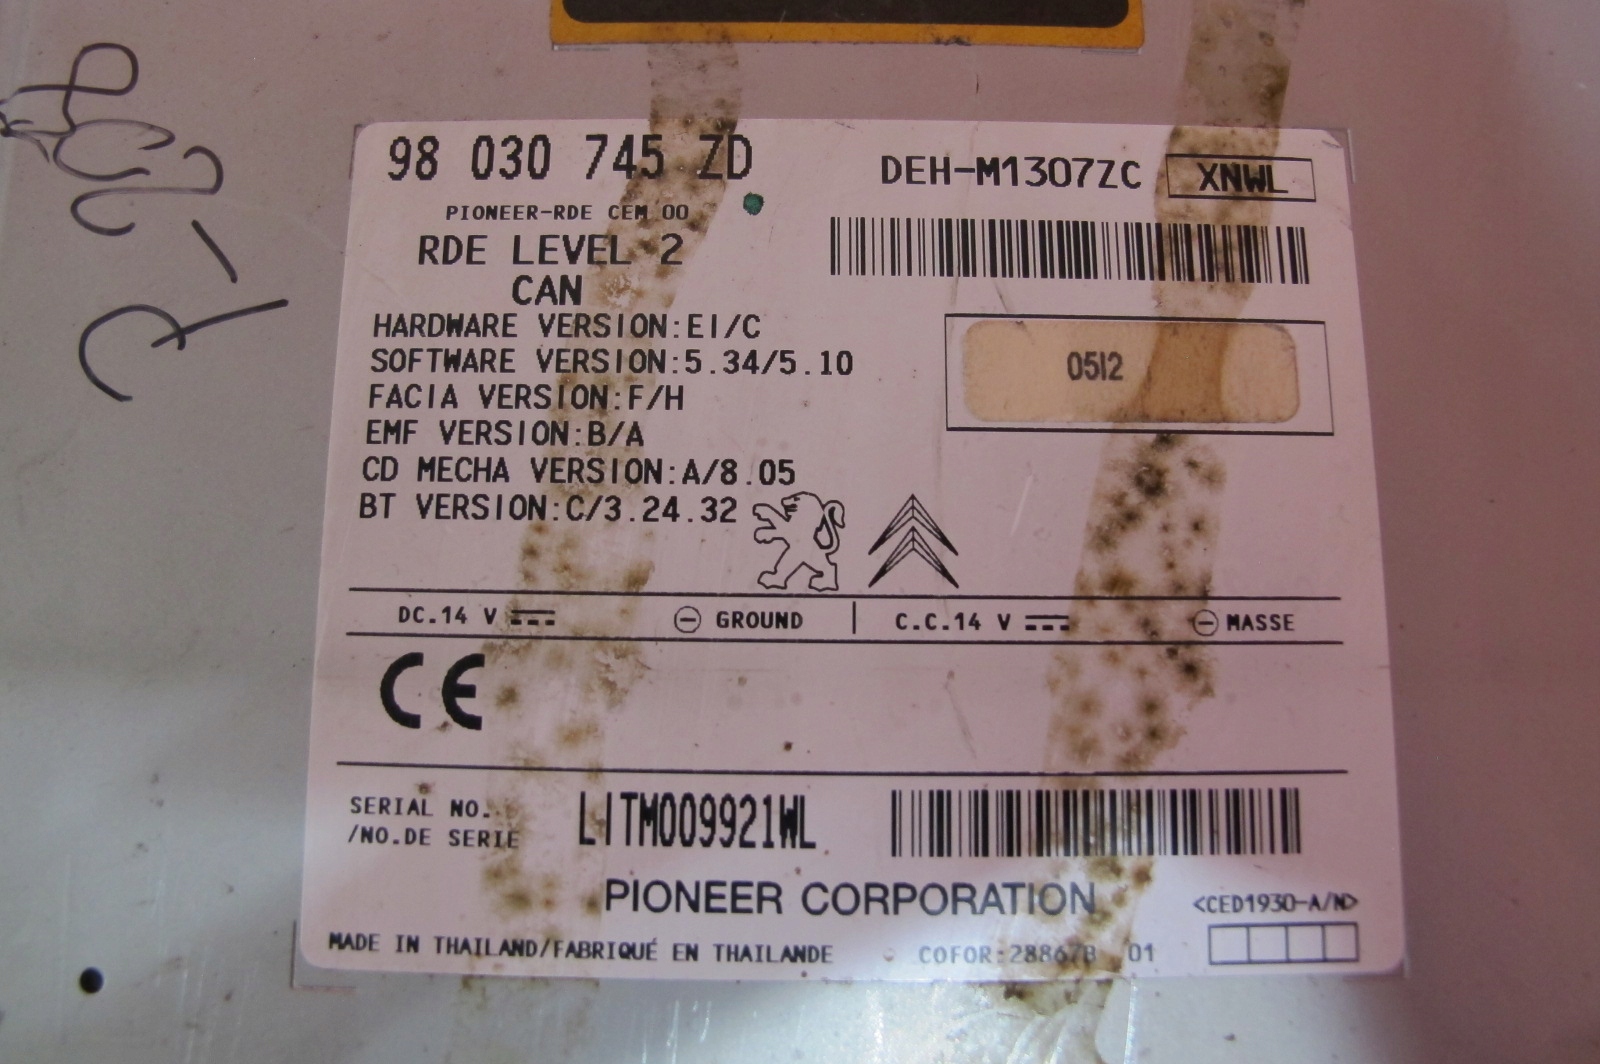 98 030 745 ZD
DEH-M1307ZC XNWL
PIONEER-RDE CEM 00
RDE LEVEL 2
CAN
HARDWARE VERSION:EI/C
SOFTWARE VERSION:5.34/5.10
0512
FACIA VERSION:F/H
EMF VERSION:B/A
CD MECHA VERSION:A/8.05
BT VERSION:C/3.24.32
DC.14 V GROUND C.C.14 V MASSE
CE
SERIAL NO.
/NO.DE SERIE
LITM009921WL
PIONEER CORPORATION
<CED1930-A/N>
MADE IN THAILAND/FABRIQUÉ EN THAILANDE
COFOR:28867B 01